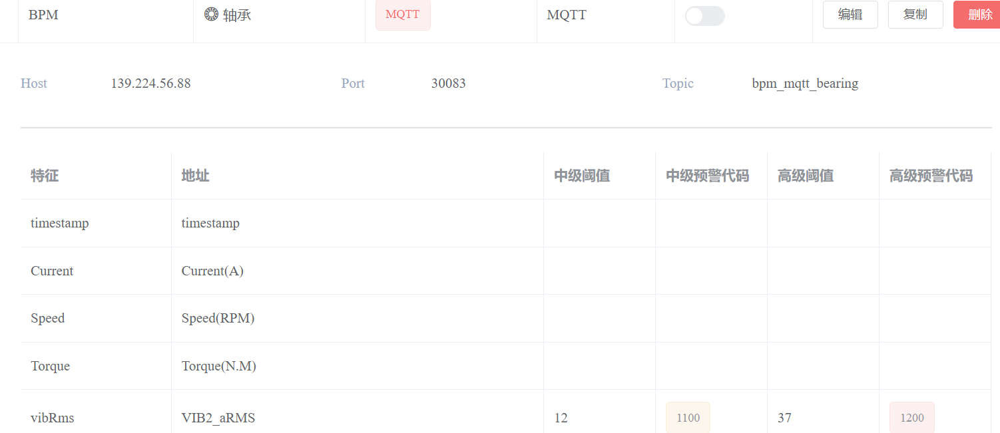 BPM 轴承 MQTT MQTT 编辑 复制 删除
Host 139.224.56.88 Port 30083 Topic bpm_mqtt_bearing
特征 地址 中级阈值 中级预警代码 高级阈值 高级预警代码
timestamp timestamp
Current Current(A)
Speed Speed(RPM)
Torque Torque(N.M)
vibRms VIB2_aRMS 12 1100 37 1200